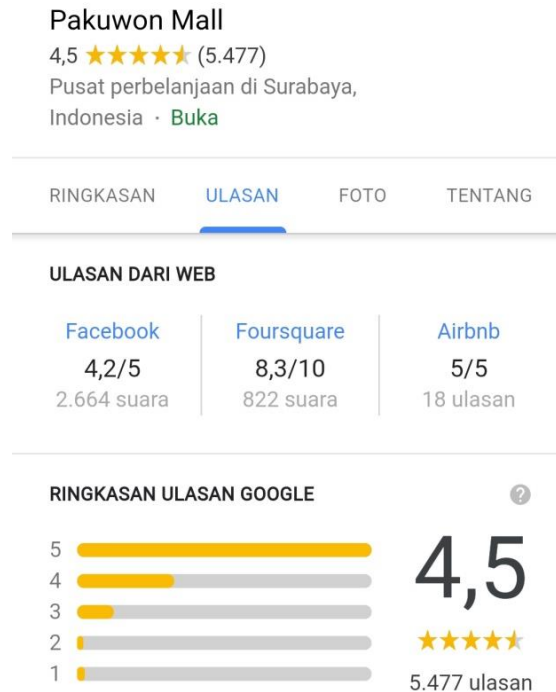 Pakuwon Mall
4,5 (5.477)
Pusat perbelanjaan di Surabaya,
Indonesia · Buka
RINGKASAN ULASAN FOTO TENTANG
ULASAN DARI WEB
Facebook Foursquare Airbnb
4,2/5 8,3/10 5/5
2.664 suara 822 suara 18 ulasan
RINGKASAN ULASAN GOOGLE ?
5
4
3
2
1
4,5
5.477 ulasan